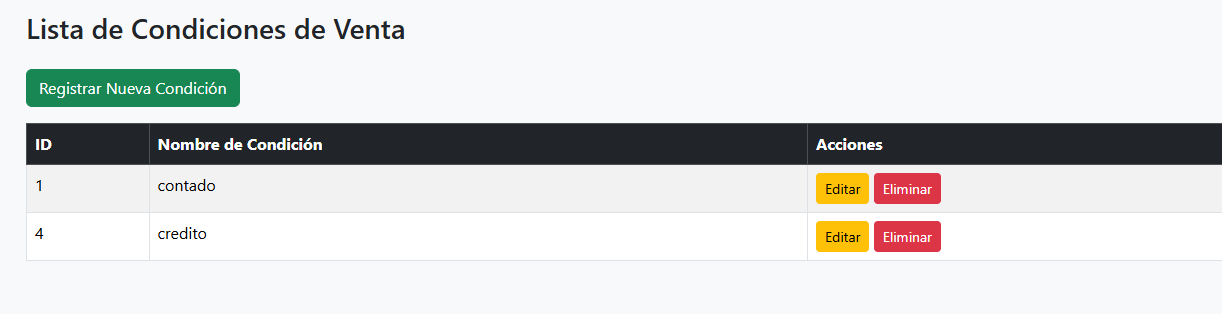 Lista de Condiciones de Venta
Registrar Nueva Condición
ID Nombre de Condición Acciones
1 contado Editar Eliminar
4 credito Editar Eliminar